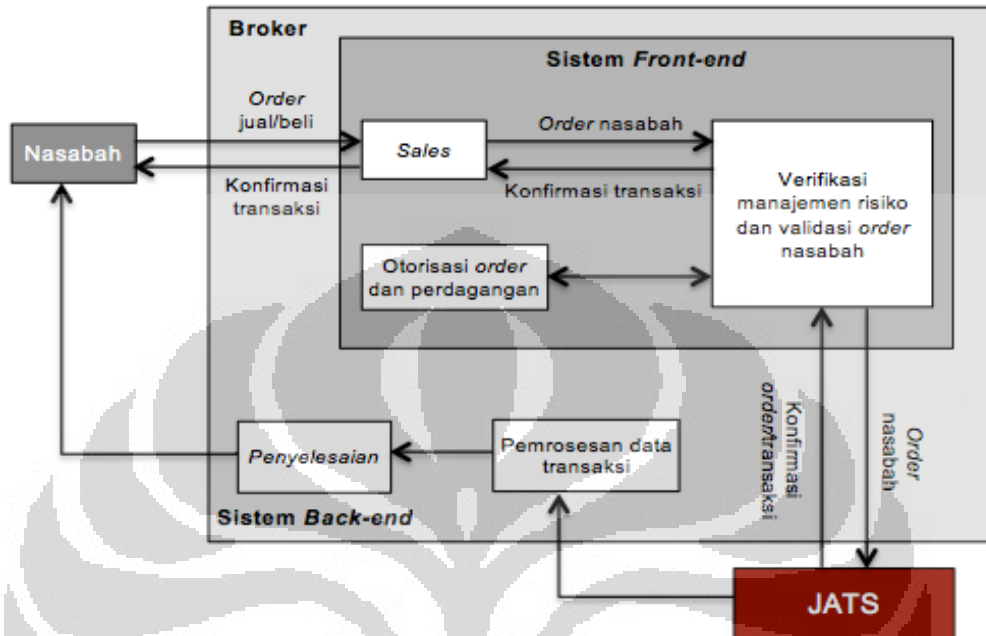 Broker
Sistem Front-end
Order
jual/beli
Nasabah
Sales
Order nasabah
Konfirmasi transaksi
Konfirmasi
transaksi
Verifikasi
manajemen risiko
dan validasi order
nasabah
Otorisasi order
dan perdagangan
Konfirmasi
order/transaksi
Order
nasabah
Penyelesaian
Pemrosesan data
transaksi
Sistem Back-end
JATS